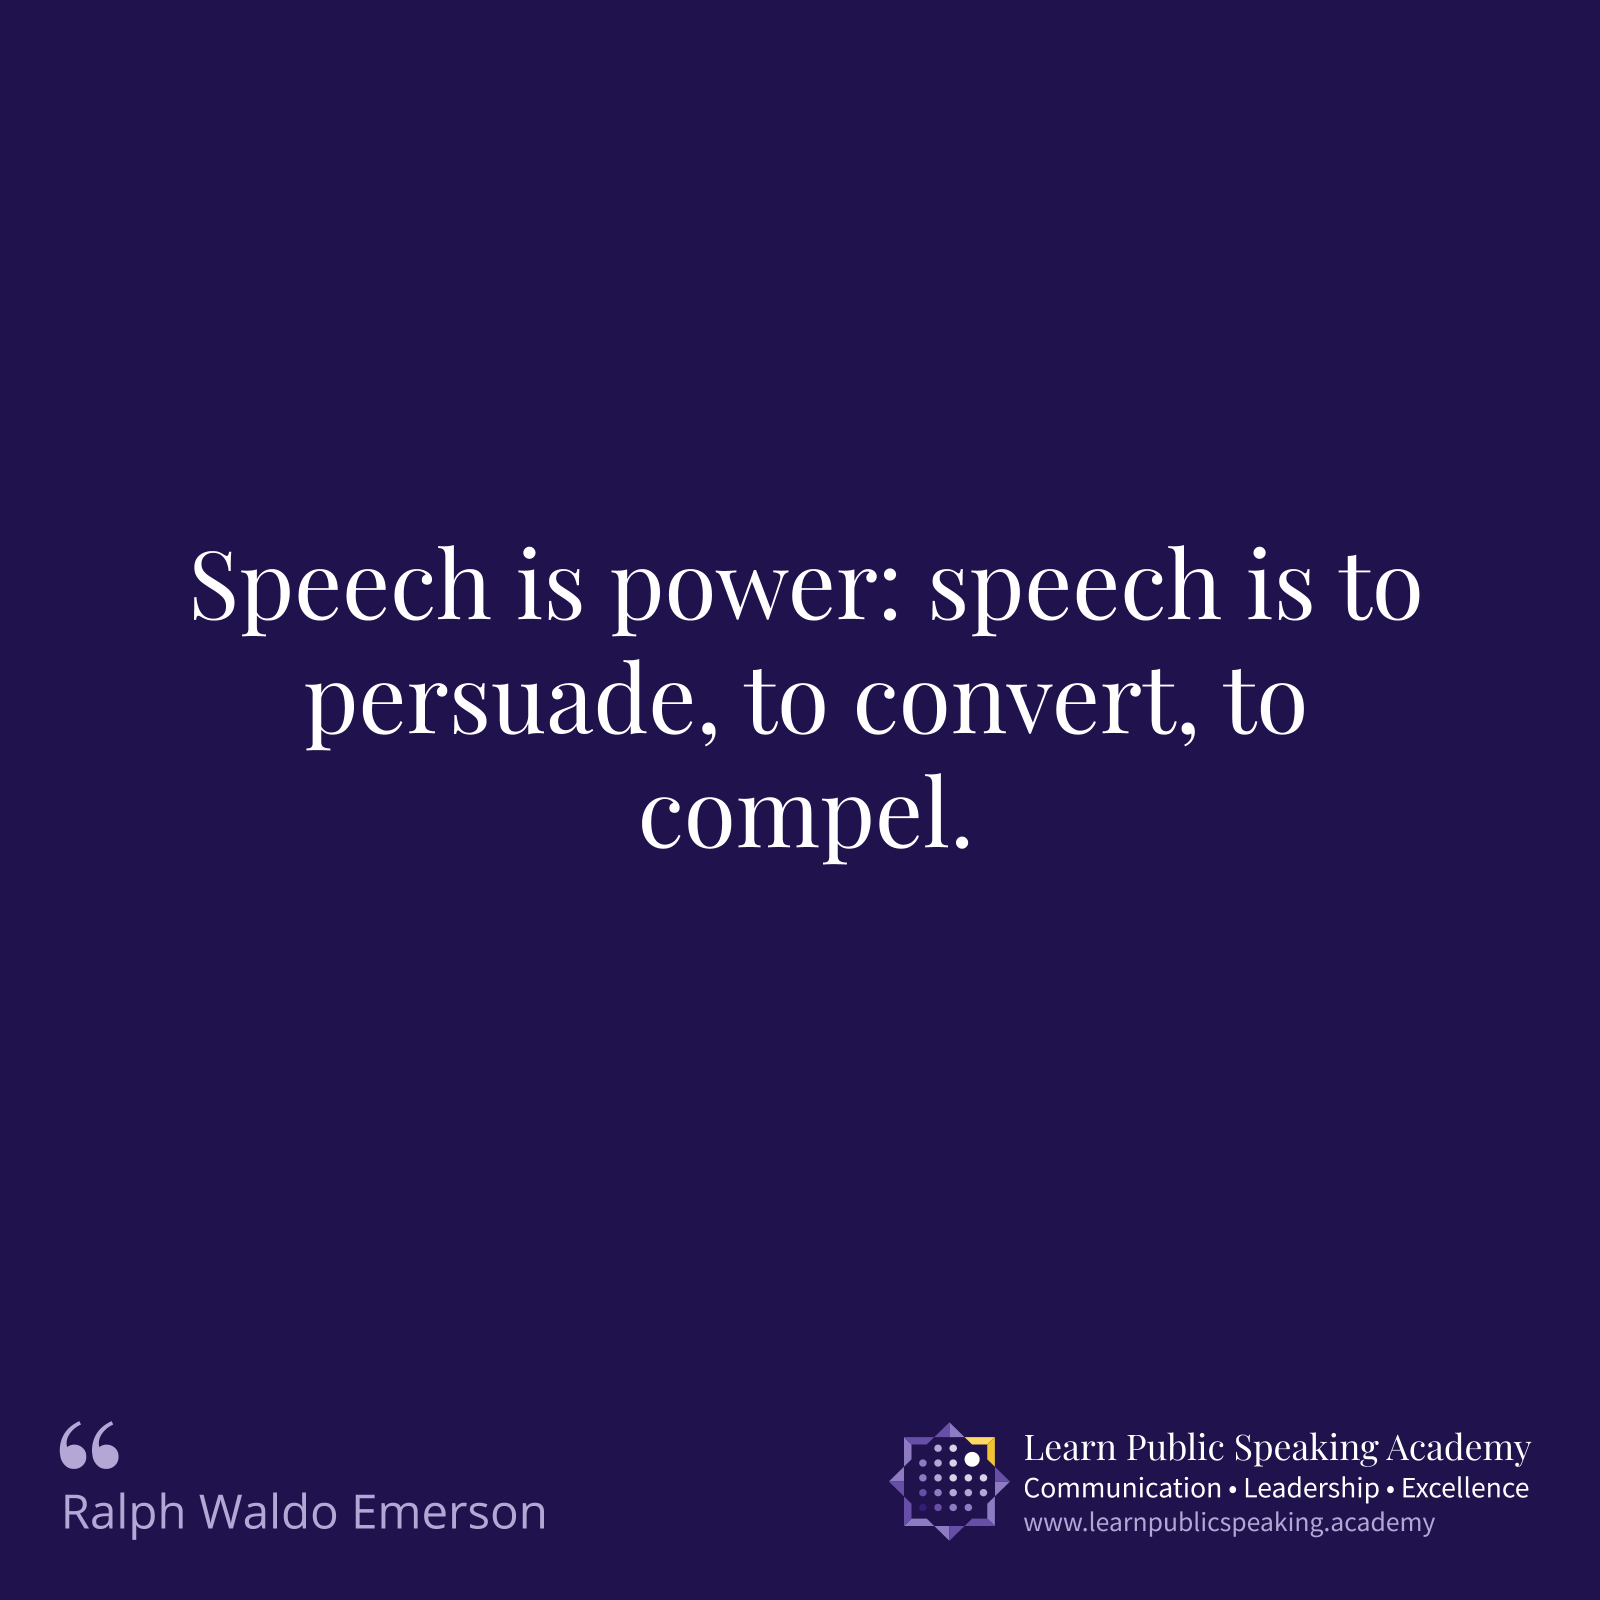 Speech is power: speech is to
persuade, to convert, to
compel.
“
Ralph Waldo Emerson
Learn Public Speaking Academy
Communication • Leadership • Excellence
www.learnpublicspeaking.academy